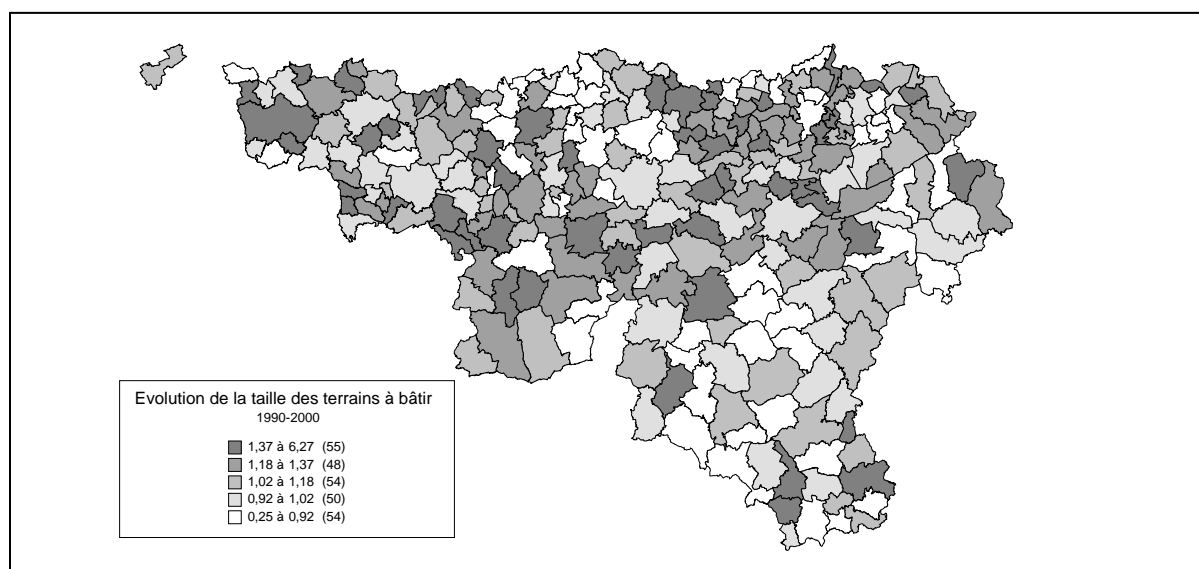 Evolution de la taille des terrains à bâtir
1990-2000
1,37 à 6,27 (55)
1,18 à 1,37 (48)
1,02 à 1,18 (54)
0,92 à 1,02 (50)
0,25 à 0,92 (54)